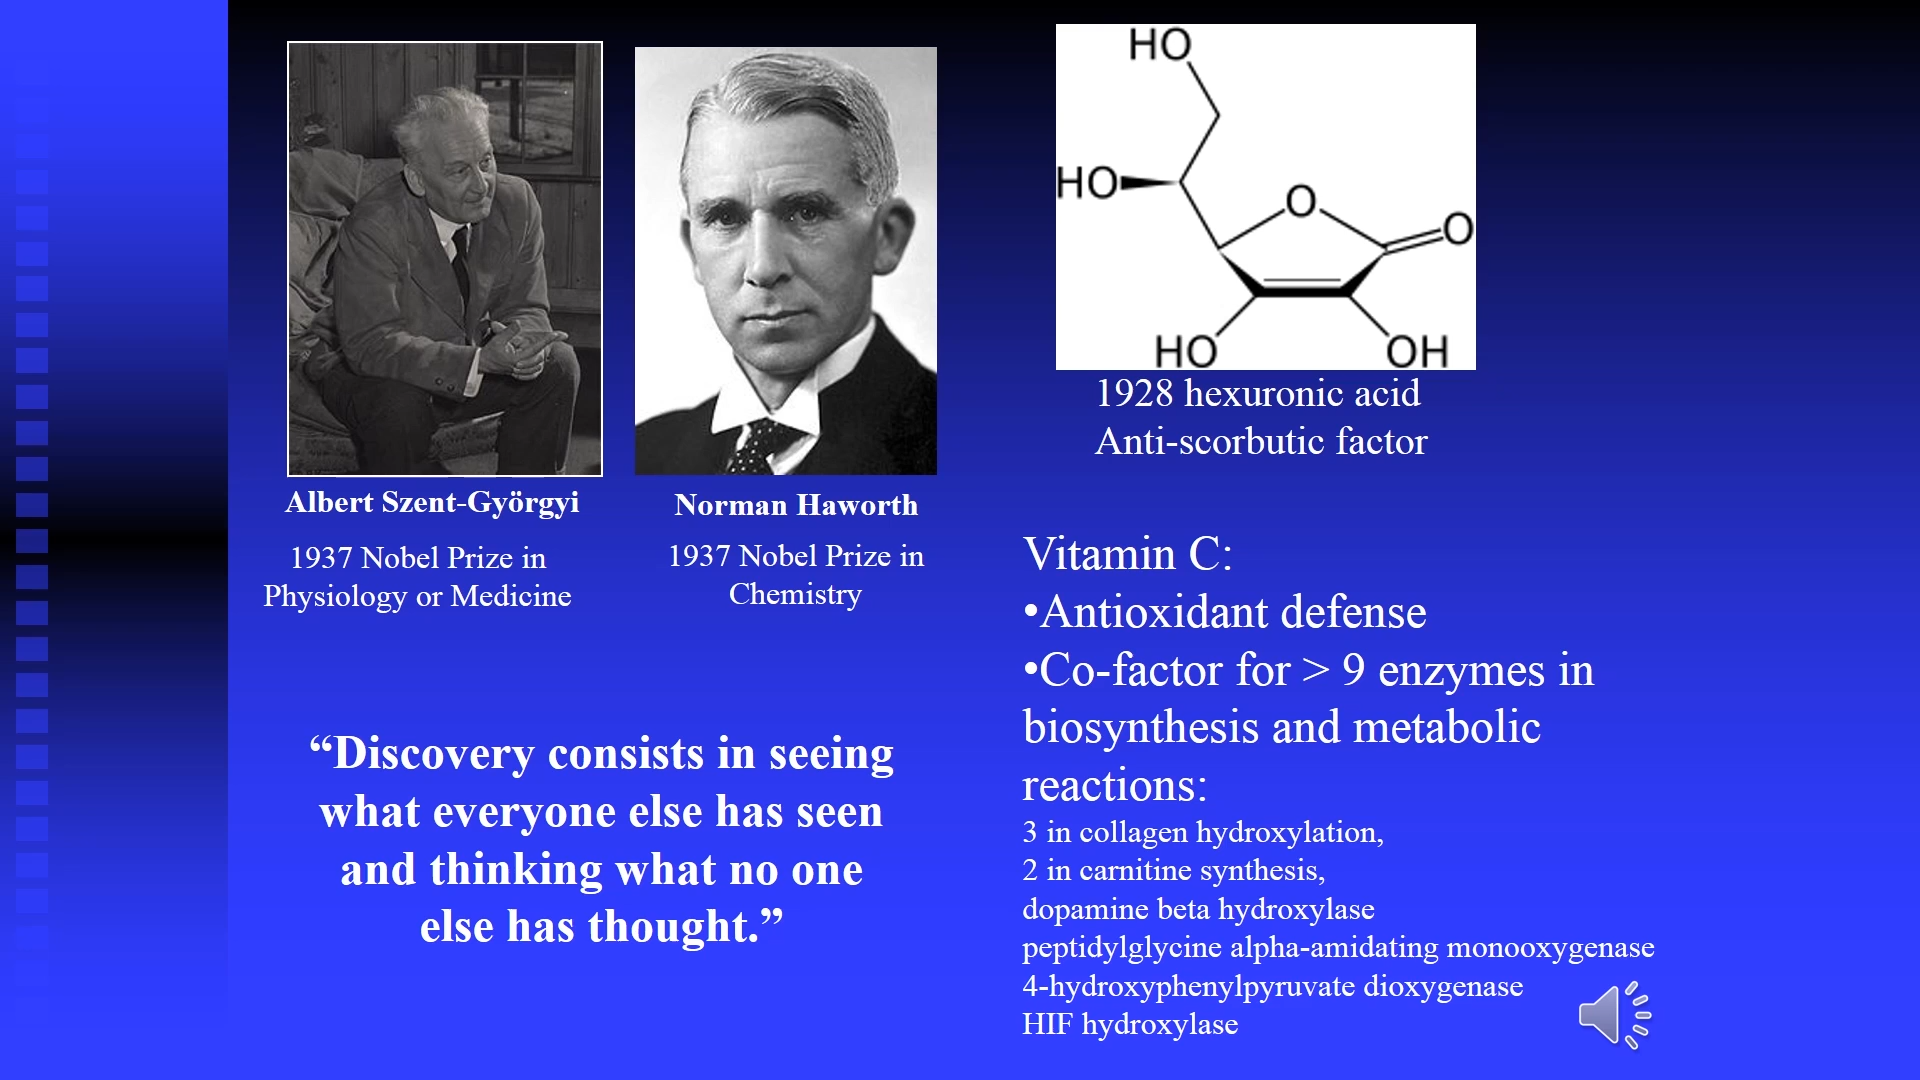 HO
HO
O
O
HO
OH
1928 hexuronic acid
Anti-scorbutic factor
Albert Szent-Györgyi
1937 Nobel Prize in
Physiology or Medicine
Norman Haworth
1937 Nobel Prize in
Chemistry
“Discovery consists in seeing
what everyone else has seen
and thinking what no one
else has thought.”
Vitamin C:
•Antioxidant defense
•Co-factor for > 9 enzymes in
biosynthesis and metabolic
reactions:
3 in collagen hydroxylation,
2 in carnitine synthesis,
dopamine beta hydroxylase
peptidylglycine alpha-amidating monooxygenase
4-hydroxyphenylpyruvate dioxygenase
HIF hydroxylase